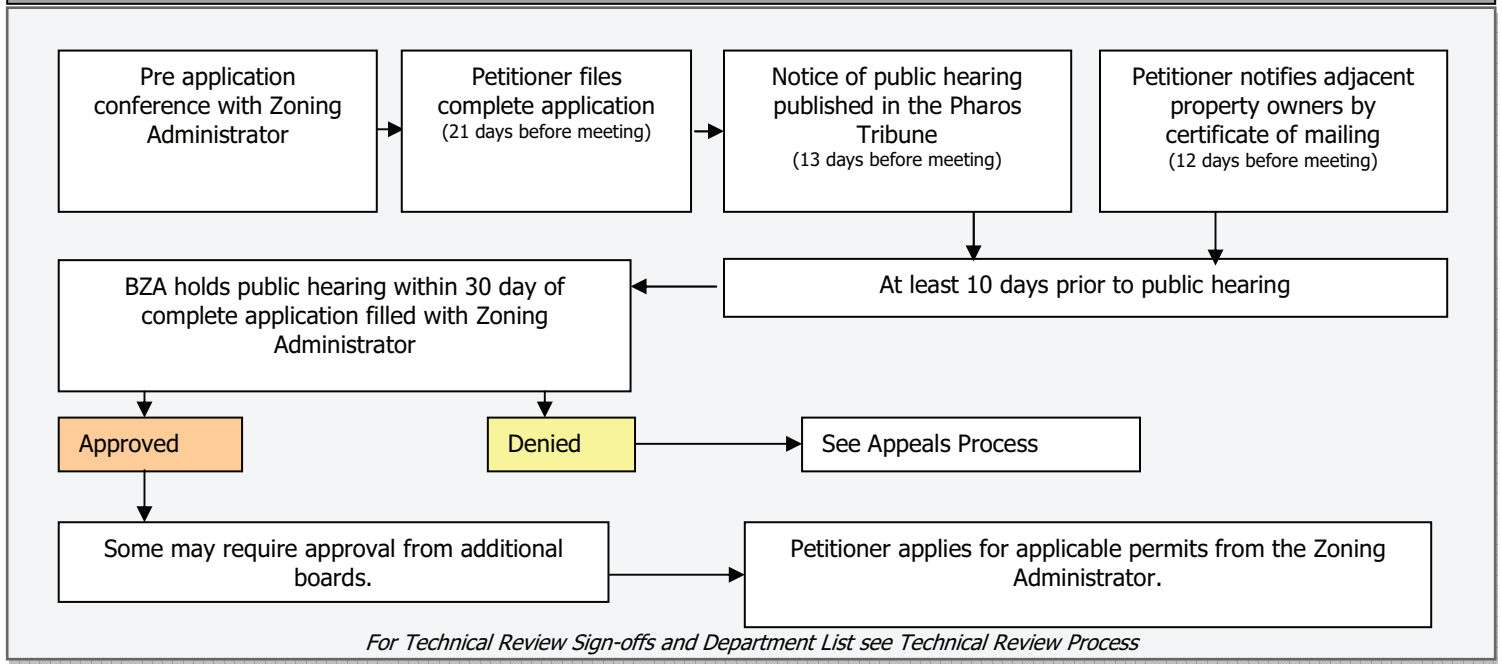 Pre application
conference with Zoning
Administrator
Petitioner files
complete application
(21 days before meeting)
Notice of public hearing
published in the Pharos
Tribune
(13 days before meeting)
Petitioner notifies adjacent
property owners by
certificate of mailing
(12 days before meeting)
At least 10 days prior to public hearing
BZA holds public hearing within 30 day of
complete application filled with Zoning
Administrator
Approved
Denied
See Appeals Process
Some may require approval from additional
boards.
Petitioner applies for applicable permits from the Zoning
Administrator.
For Technical Review Sign-offs and Department List see Technical Review Process